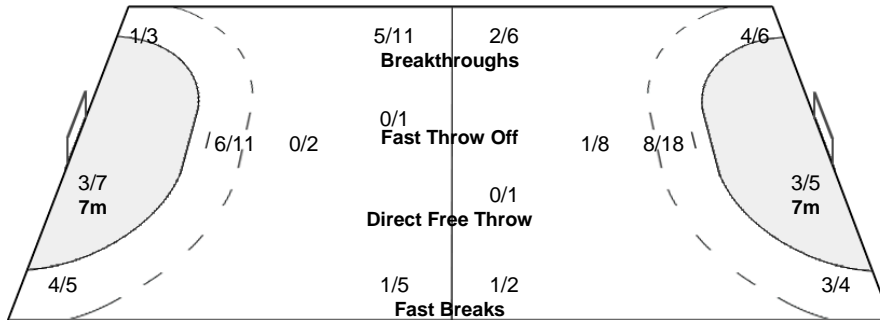 1/3 5/11 2/6 4/6
Breakthroughs
0/1
Fast Throw Off
6/11 0/2 1/8 8/18
3/7 3/5
7m 7m
0/1
Direct Free Throw
4/5 1/5 1/2 3/4
Fast Breaks